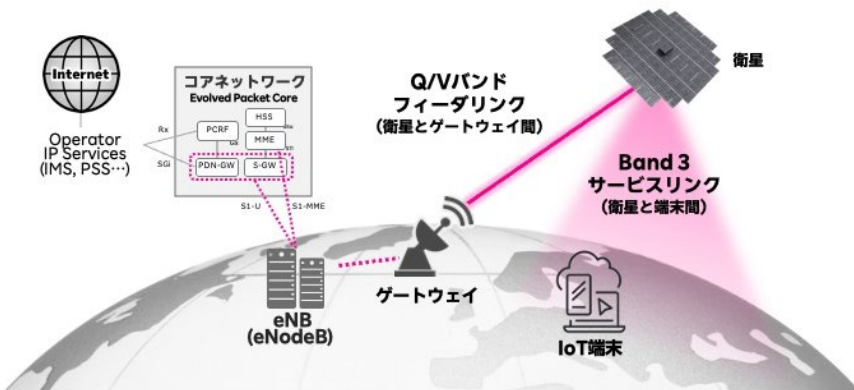 Internet
Operator
IP Services
(IMS, PSS…)
Rx
SGi
コアネットワーク
Evolved Packet Core
HSS
PCRF
MME
PDN-GW
S-GW
S1-U
S1-MME
eNB
(eNodeB)
ゲートウェイ
Q/Vバンド
フィーダリング
(衛星とゲートウェイ間)
衛星
Band 3
サービスリンク
(衛星と端末間)
IoT端末